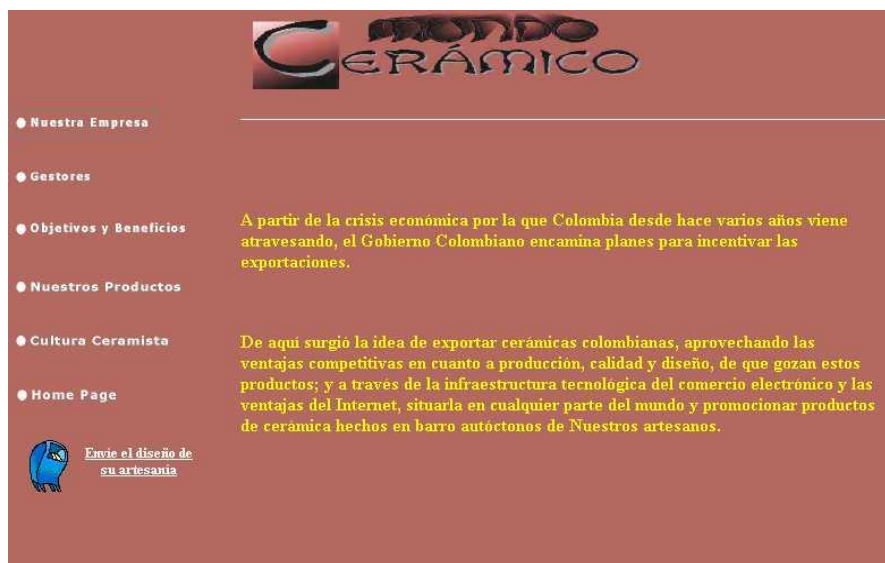 MUNDO
CERÁMICO
Nuestra Empresa
Gestores
Objetivos y Beneficios
Nuestros Productos
Cultura Ceramista
Home Page
Envie el diseño de
su artesania
A partir de la crisis económica por la que Colombia desde hace varios años viene
atravesando, el Gobierno Colombiano encamina planes para incentivar las
exportaciones.
De aquí surgió la idea de exportar cerámicas colombianas, aprovechando las
ventajas competitivas en cuanto a producción, calidad y diseño, de que gozan estos
productos; y a través de la infraestructura tecnológica del comercio electrónico y las
ventajas del Internet, situarla en cualquier parte del mundo y promocionar productos
de cerámica hechos en barro autóctonos de Nuestros artesanos.